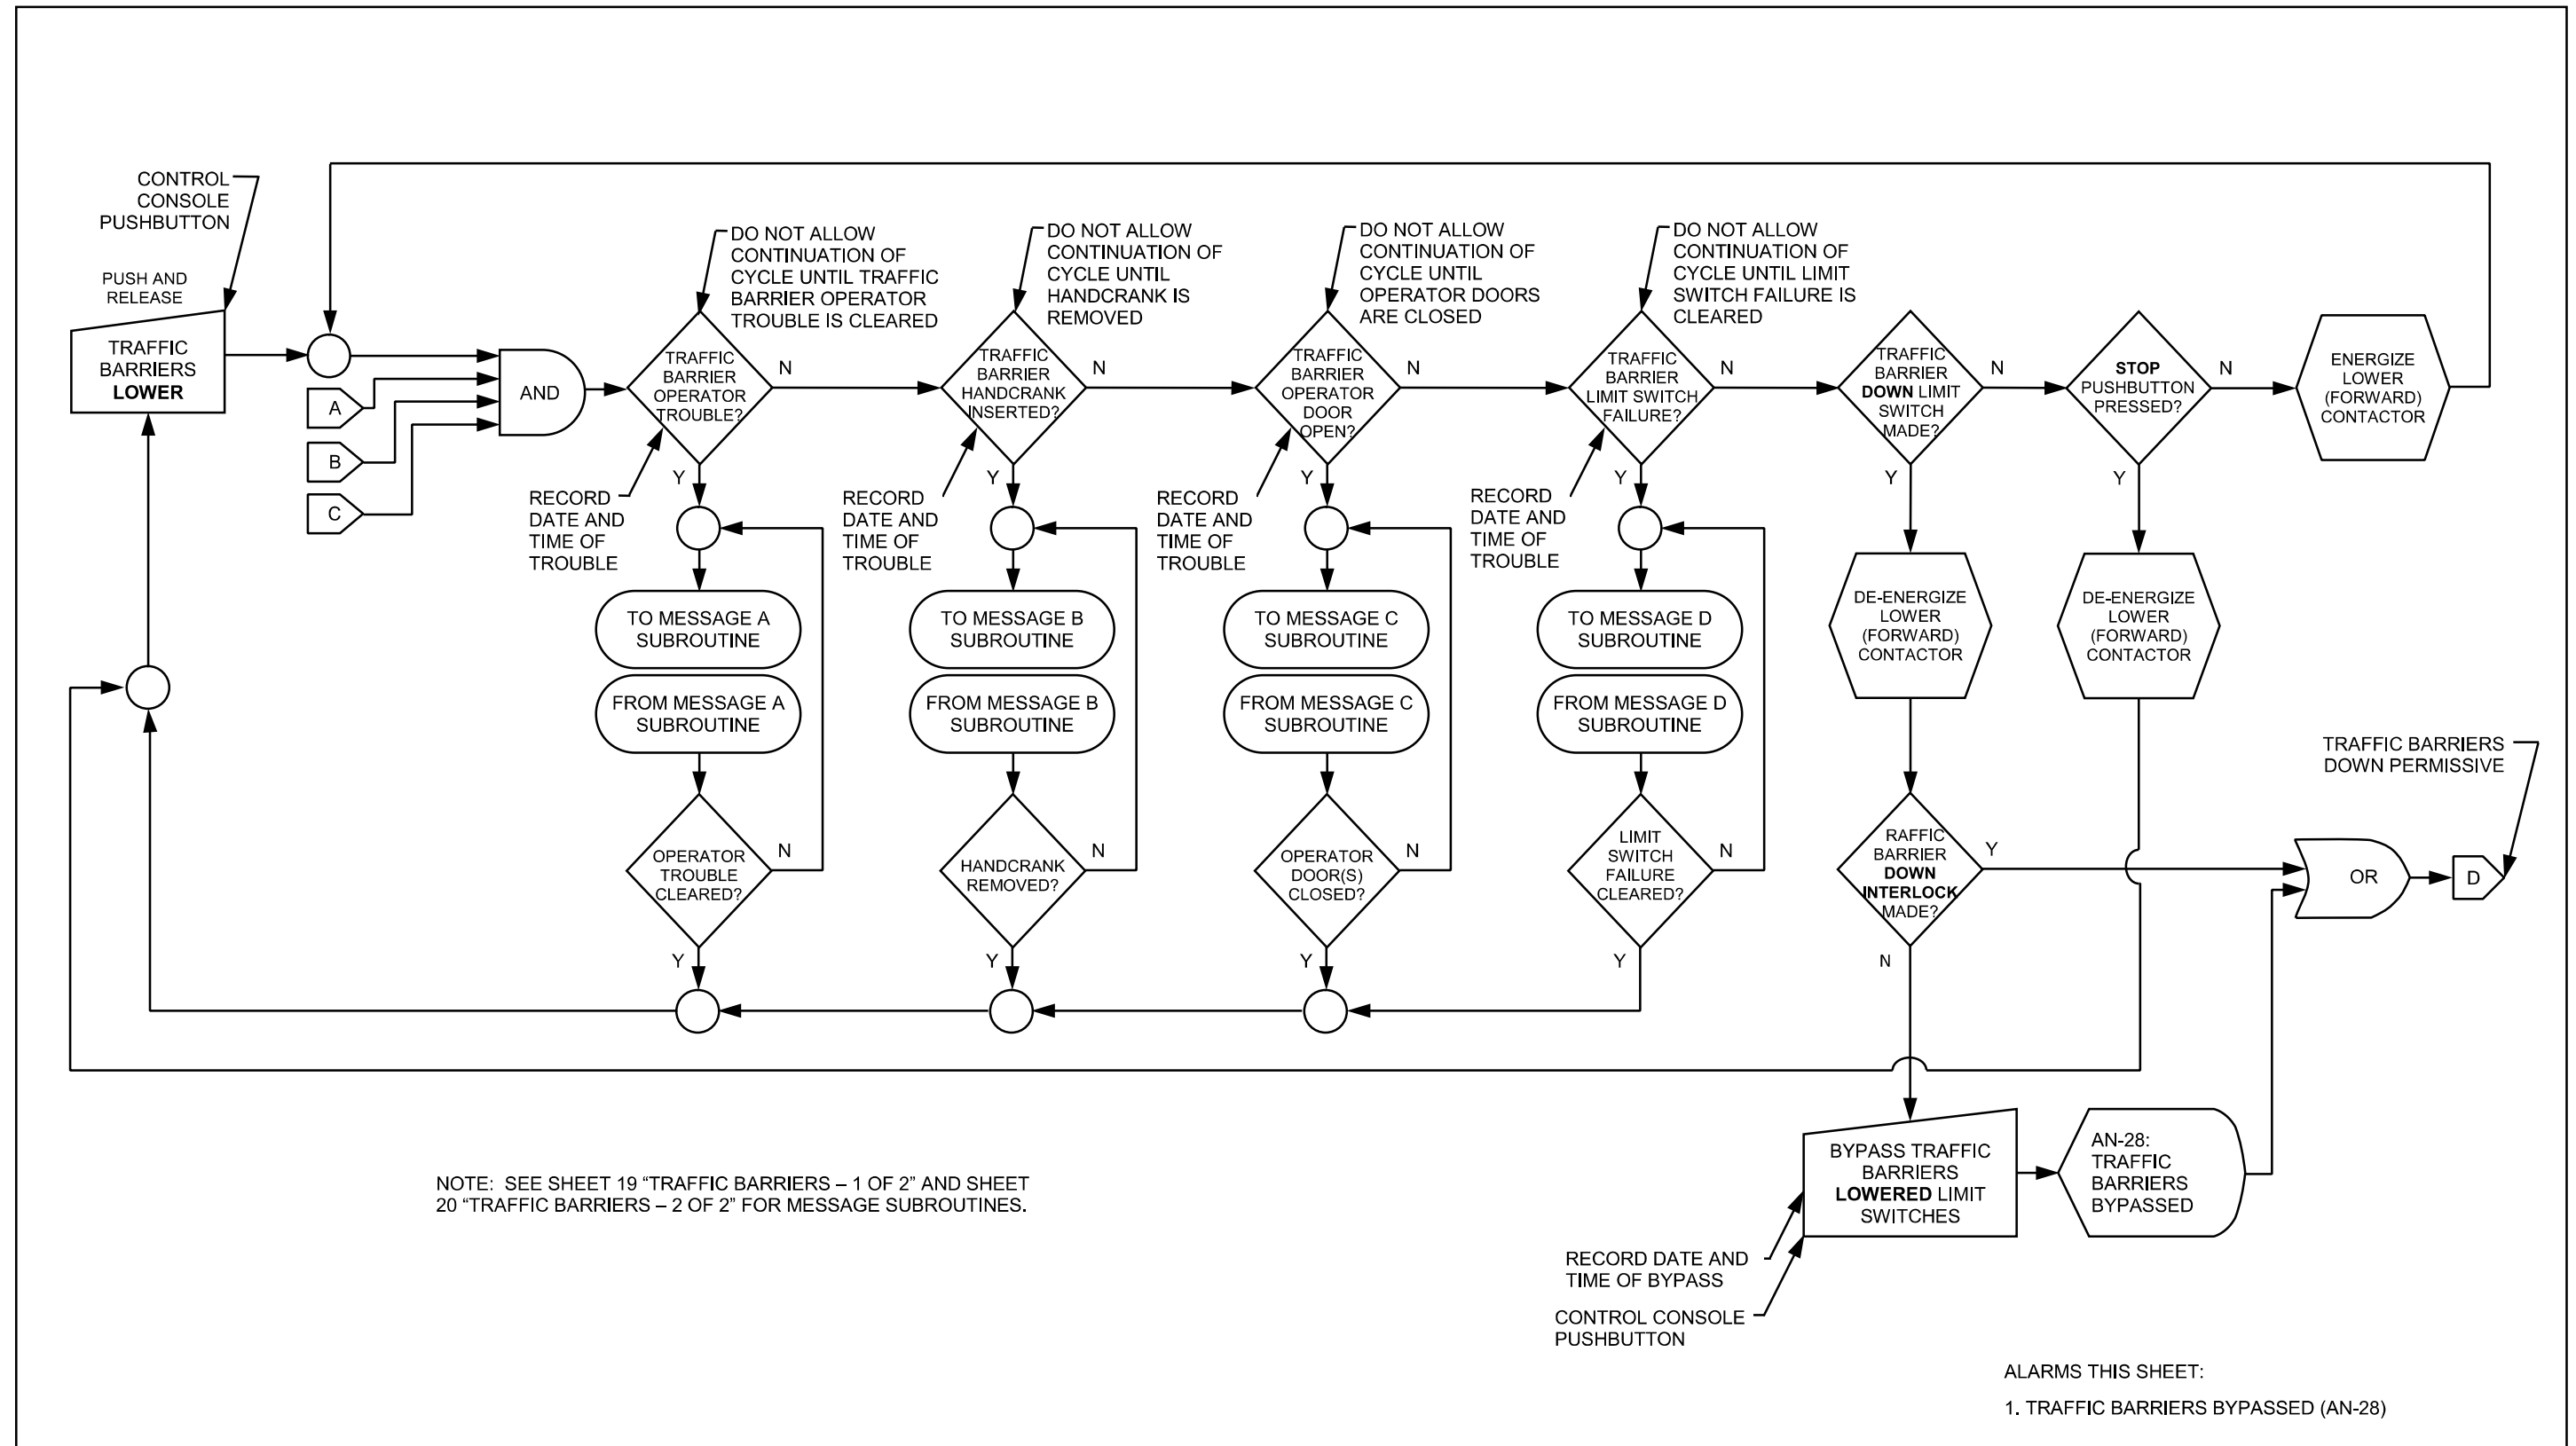 CONTROL
CONSOLE
PUSHBUTTON
PUSH AND
RELEASE
TRAFFIC
BARRIERS
LOWER
A
B
C
AND
DO NOT ALLOW
CONTINUATION OF
CYCLE UNTIL TRAFFIC
BARRIER OPERATOR
TROUBLE IS CLEARED
TRAFFIC
BARRIER
OPERATOR
TROUBLE?
N
Y
RECORD
DATE AND
TIME OF
TROUBLE
TO MESSAGE A
SUBROUTINE
FROM MESSAGE A
SUBROUTINE
OPERATOR
TROUBLE
CLEARED?
N
Y
DO NOT ALLOW
CONTINUATION OF
CYCLE UNTIL
HANDCRANK IS
REMOVED
TRAFFIC
BARRIER
HANDCRANK
INSERTED?
N
Y
RECORD
DATE AND
TIME OF
TROUBLE
TO MESSAGE B
SUBROUTINE
FROM MESSAGE B
SUBROUTINE
HANDCRANK
REMOVED?
N
Y
DO NOT ALLOW
CONTINUATION OF
CYCLE UNTIL
OPERATOR DOORS
ARE CLOSED
TRAFFIC
BARRIER
OPERATOR
DOOR
OPEN?
N
Y
RECORD
DATE AND
TIME OF
TROUBLE
TO MESSAGE C
SUBROUTINE
FROM MESSAGE C
SUBROUTINE
OPERATOR
DOOR(S)
CLOSED?
N
Y
DO NOT ALLOW
CONTINUATION OF
CYCLE UNTIL LIMIT
SWITCH FAILURE IS
CLEARED
TRAFFIC
BARRIER
LIMIT SWITCH
FAILURE?
N
Y
RECORD
DATE AND
TIME OF
TROUBLE
TO MESSAGE D
SUBROUTINE
FROM MESSAGE D
SUBROUTINE
LIMIT
SWITCH
FAILURE
CLEARED?
N
Y
TRAFFIC
BARRIER
DOWN LIMIT
SWITCH
MADE?
N
Y
DE-ENERGIZE
LOWER
(FORWARD)
CONTACTOR
RAFFIC
BARRIER
DOWN
INTERLOCK
MADE?
Y
N
STOP
PUSHBUTTON
PRESSED?
N
Y
DE-ENERGIZE
LOWER
(FORWARD)
CONTACTOR
ENERGIZE
LOWER
(FORWARD)
CONTACTOR
TRAFFIC BARRIERS
DOWN PERMISSIVE
OR
D
BYPASS TRAFFIC
BARRIERS
LOWERED LIMIT
SWITCHES
AN-28:
TRAFFIC
BARRIERS
BYPASSED
RECORD DATE AND
TIME OF BYPASS
CONTROL CONSOLE
PUSHBUTTON
NOTE: SEE SHEET 19 “TRAFFIC BARRIERS – 1 OF 2” AND SHEET
20 “TRAFFIC BARRIERS – 2 OF 2” FOR MESSAGE SUBROUTINES.
ALARMS THIS SHEET:
1. TRAFFIC BARRIERS BYPASSED (AN-28)